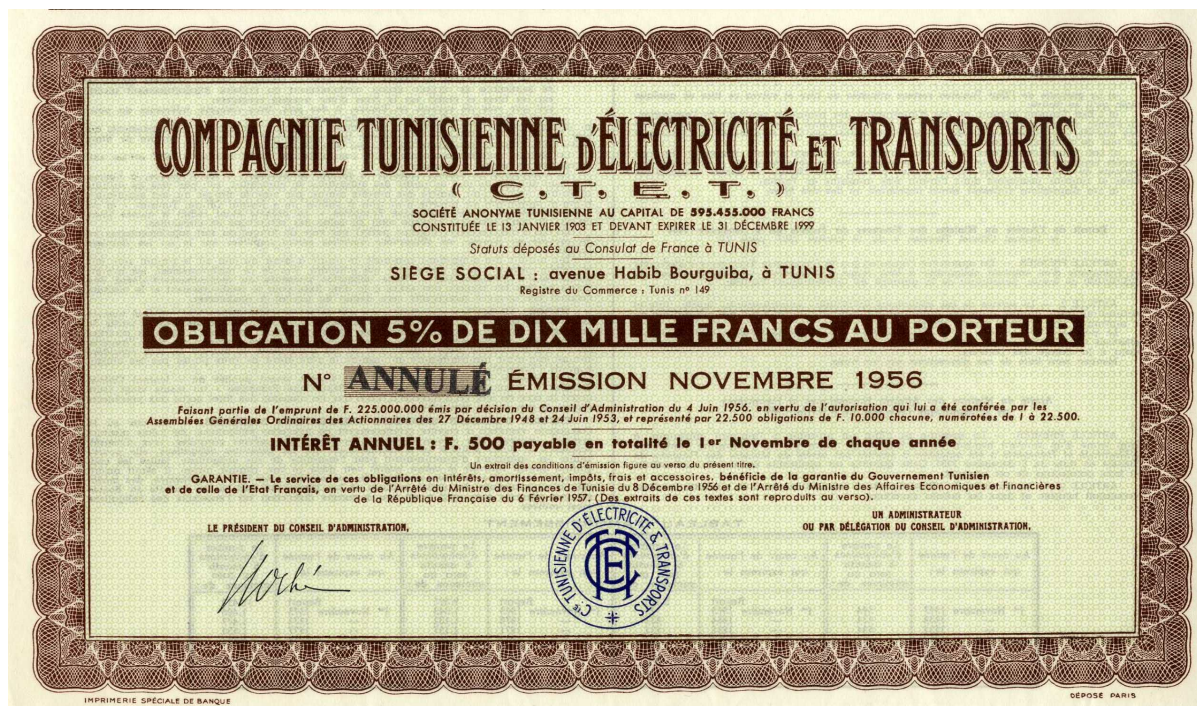 COMPAGNIE TUNISIENNE D'ÉLECTRICITÉ ET TRANSPORTS
( C. T. E. T. )
SOCIÉTÉ ANONYME TUNISIENNE AU CAPITAL DE 595.455.000 FRANCS
CONSTITUÉE LE 13 JANVIER 1903 ET DEVANT EXPIRER LE 31 DÉCEMBRE 1999
Statuts déposés au Consulat de France à TUNIS
SIÈGE SOCIAL : avenue Habib Bourguiba, à TUNIS
Registre du Commerce : Tunis nº 149
OBLIGATION 5% DE DIX MILLE FRANCS AU PORTEUR
N° ANNULÉ ÉMISSION NOVEMBRE 1956
Faisant partie de l'emprunt de F. 225.000.000 émis par décision du Conseil d'Administration du 4 Juin 1956, en vertu de l'autorisation qui lui a été conférée par les
Assemblées Générales Ordinaires des Actionnaires des 27 Décembre 1948 et 24 Juin 1953, et représenté par 22.500 obligations de F. 10.000 chacune, numérotées de 1 à 22.500.
INTÉRÊT ANNUEL : F. 500 payable en totalité le 1er Novembre de chaque année
Un extrait des conditions d'émission figure au verso du présent titre.
GARANTIE. — Le service de ces obligations en intérêts, amortissement, impôts, frais et accessoires, bénéficie de la garantie du Gouvernement Tunisien
et de celle de l'Etat Français, en vertu de l'Arrêté du Ministre des Finances de Tunisie du 8 Décembre 1956 et de l'Arrêté du Ministre des Affaires Economiques et Financières
de la République Française du 6 Février 1957. (Des extraits de ces textes sont reproduits au verso).
LE PRÉSIDENT DU CONSEIL D'ADMINISTRATION,
UN ADMINISTRATEUR
OU PAR DÉLÉGATION DU CONSEIL D'ADMINISTRATION,
Cie TUNISIENNE D'ÉLECTRICITÉ & TRANSPORTS
IMPRIMERIE SPÉCIALE DE BANQUE
DÉPOSÉ PARIS